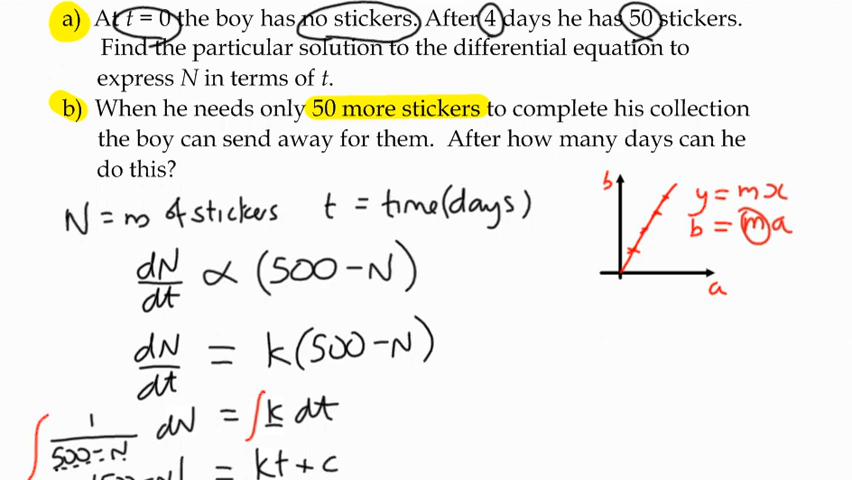 a) At t = 0 the boy has no stickers. After 4 days he has 50 stickers.
Find the particular solution to the differential equation to
express N in terms of t.
b) When he needs only 50 more stickers to complete his collection
the boy can send away for them. After how many days can he
do this?
N = no of stickers t = time(days)
b y = mx
b = ma
a
dN/dt ∝ (500 - N)
dN/dt = k(500 - N)
∫ 1/(500 - N) dN = ∫ k dt
= kt + c